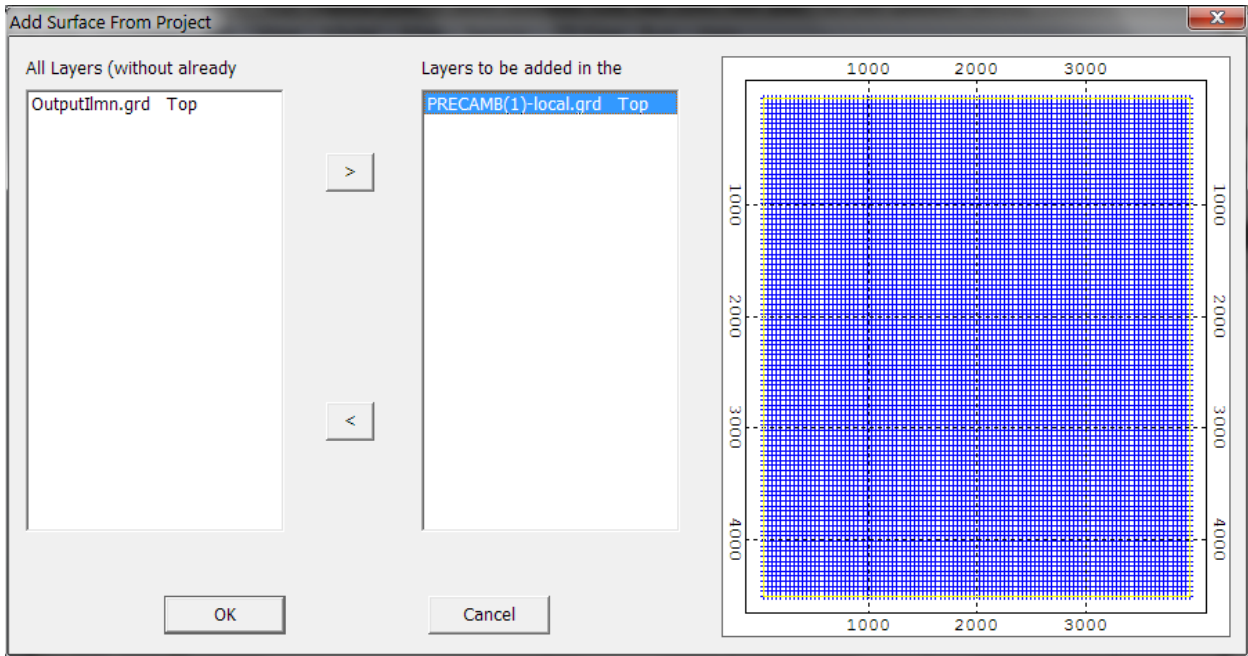 Add Surface From Project
All Layers (without already
Layers to be added in the
OutputIlmn.grd Top
PRECAMB(1)-local.grd Top
>
<
OK
Cancel
1000 2000 3000
1000 1000
2000 2000
3000 3000
4000 4000
1000 2000 3000